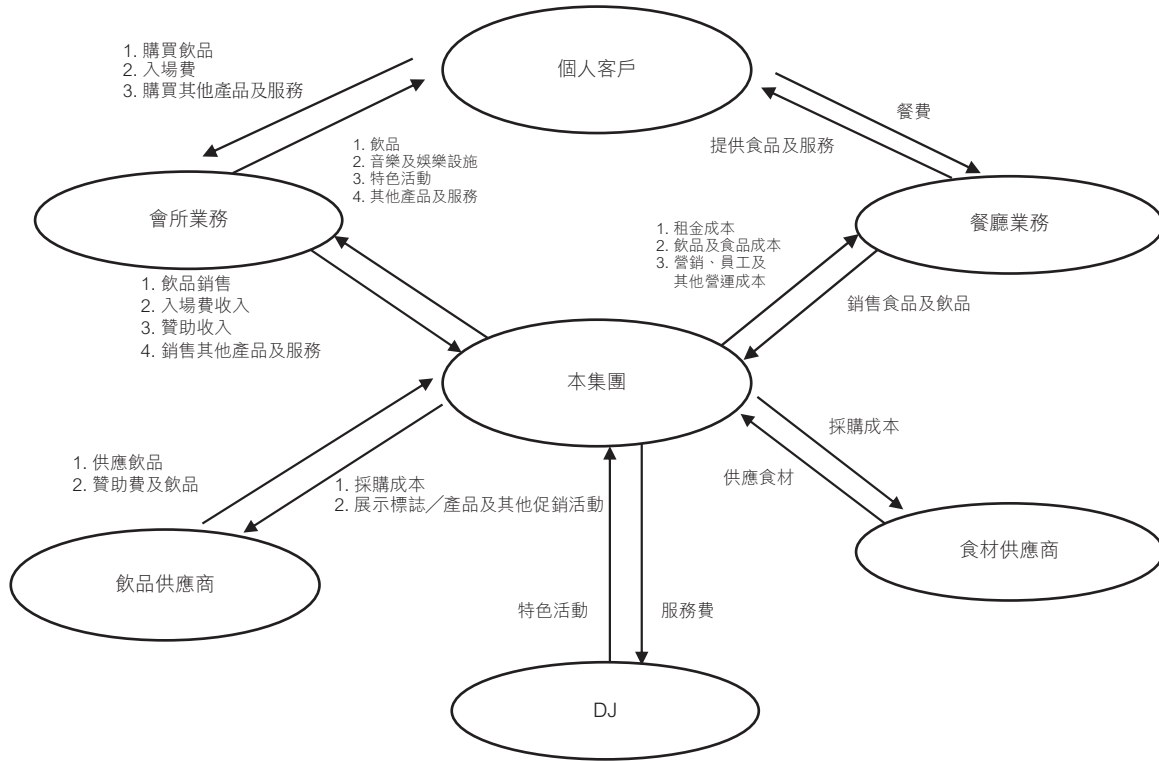 個人客戶
1. 購買飲品
2. 入場費
3. 購買其他產品及服務
餐費
提供食品及服務
1. 飲品
2. 音樂及娛樂設施
3. 特色活動
4. 其他產品及服務
會所業務
餐廳業務
1. 租金成本
2. 飲品及食品成本
3. 營銷、員工及
其他營運成本
1. 飲品銷售
2. 入場費收入
3. 贊助收入
4. 銷售其他產品及服務
銷售食品及飲品
本集團
採購成本
供應食材
1. 供應飲品
2. 贊助費及飲品
1. 採購成本
2. 展示標誌／產品及其他促銷活動
食材供應商
飲品供應商
特色活動
服務費
DJ